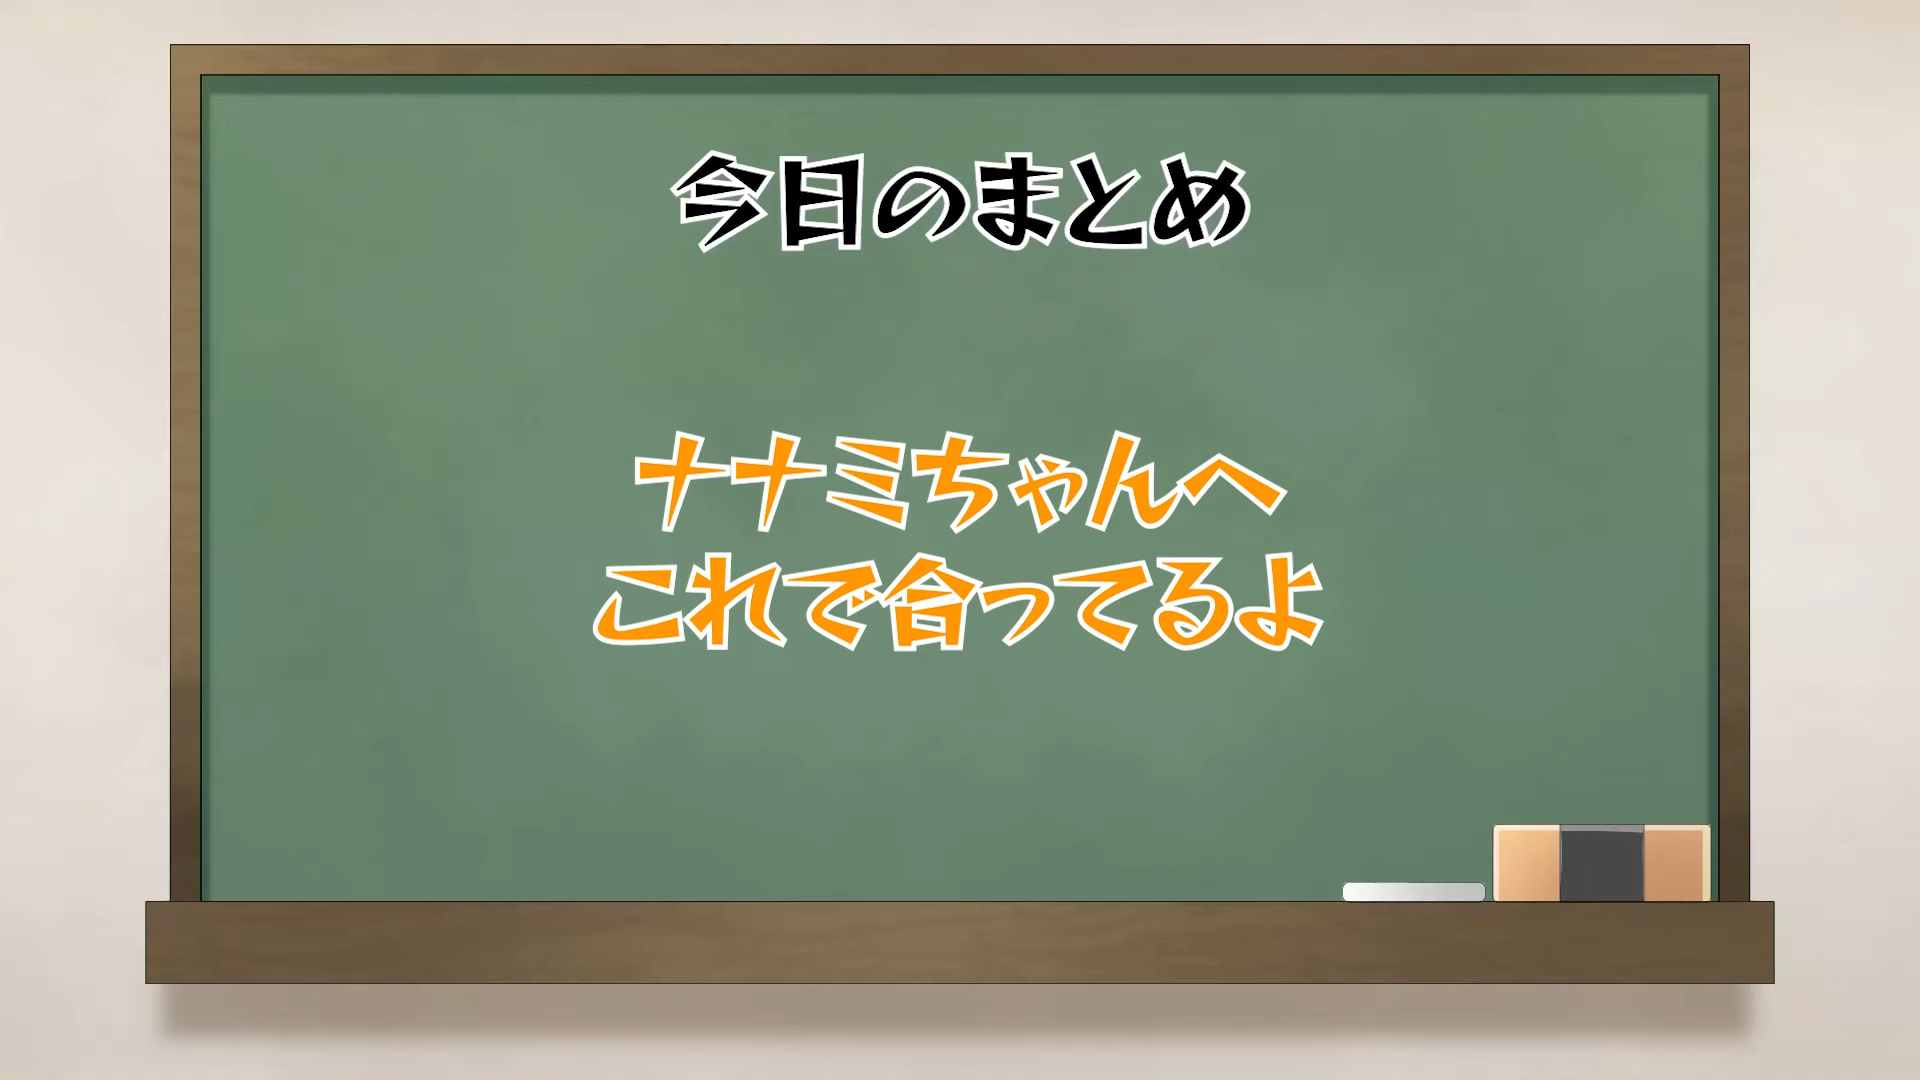 今日のまとめ
ナナミちゃんへ
これで合ってるよ